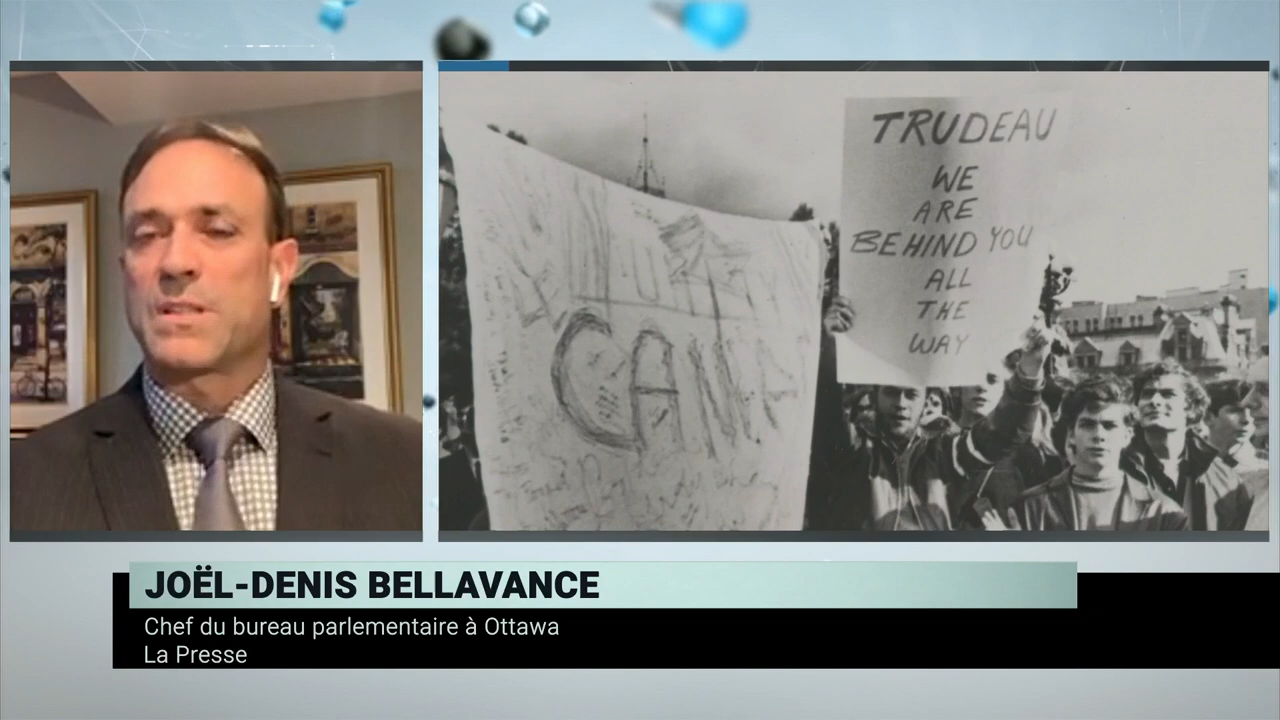 TRUDEAU
WE
ARE
BEHIND YOU
ALL
THE
WAY
JOËL-DENIS BELLAVANCE
Chef du bureau parlementaire à Ottawa
La Presse